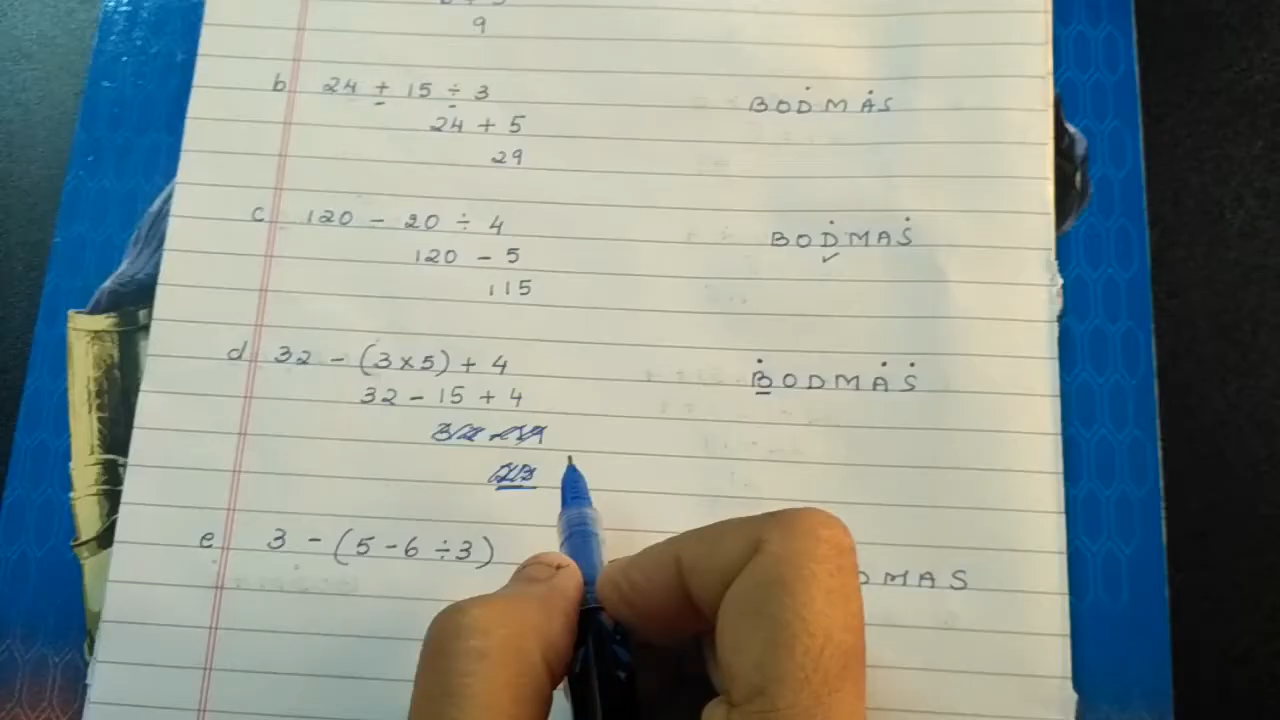 9
b 24 + 15 ÷ 3 BODMAS
24 + 5
29
c 120 - 20 ÷ 4 BODMAS
120 - 5
115
d 32 - (3×5) + 4 BODMAS
32 - 15 + 4
e 3 - (5-6÷3) DMAS